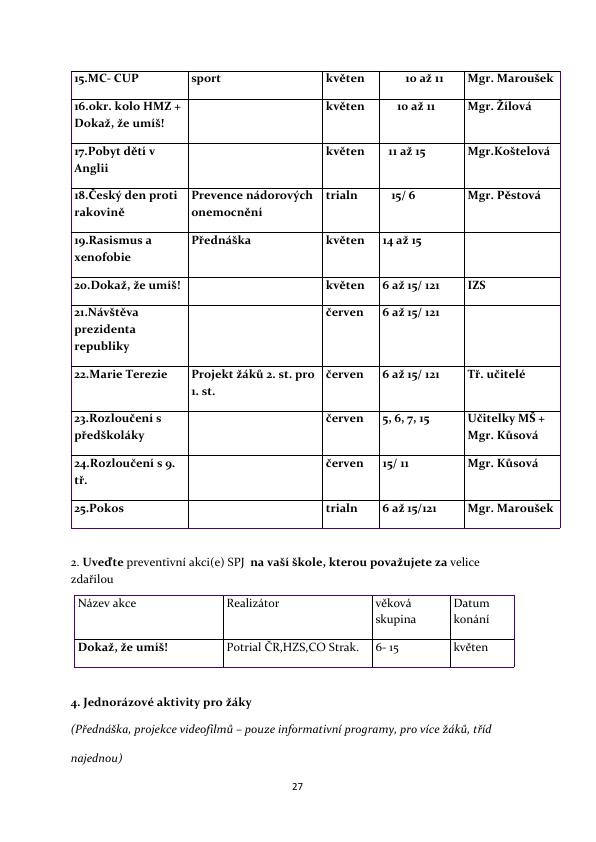 15.MC- CUP sport květen 10 až 11 Mgr. Maroušek
16.okr. kolo HMZ + květen 10 až 11 Mgr. Žílová
Dokaž, že umíš!
17.Pobyt dětí v květen 11 až 15 Mgr.Koštelová
Anglii
18.Český den proti Prevence nádorových trialn 15/ 6 Mgr. Pěstová
rakovině onemocnění
19.Rasismus a Přednáška květen 14 až 15
xenofobie
20.Dokaž, že umíš! květen 6 až 15/ 121 IZS
21.Návštěva červen 6 až 15/ 121
prezidenta
republiky
22.Marie Terezie Projekt žáků 2. st. pro červen 6 až 15/ 121 Tř. učitelé
1. st.
23.Rozloučení s červen 5, 6, 7, 15 Učitelky MŠ +
předškoláky Mgr. Kůsová
24.Rozloučení s 9. červen 15/ 11 Mgr. Kůsová
tř.
25.Pokos trialn 6 až 15/121 Mgr. Maroušek
2. Uveďte preventivní akci(e) SPJ na vaší škole, kterou považujete za velice
zdařilou
Název akce Realizátor věková Datum
skupina konání
Dokaž, že umíš! Potrial ČR,HZS,CO Strak. 6- 15 květen
4. Jednorázové aktivity pro žáky
(Přednáška, projekce videofilmů – pouze informativní programy, pro více žáků, tříd
najednou)
27